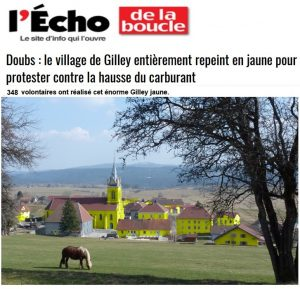 l'Écho
de la
boucle
Le site d'info qui l'ouvre
Doubs : le village de Gilley entièrement repeint en jaune pour
protester contre la hausse du carburant
348 volontaires ont réalisé cet énorme Gilley jaune.